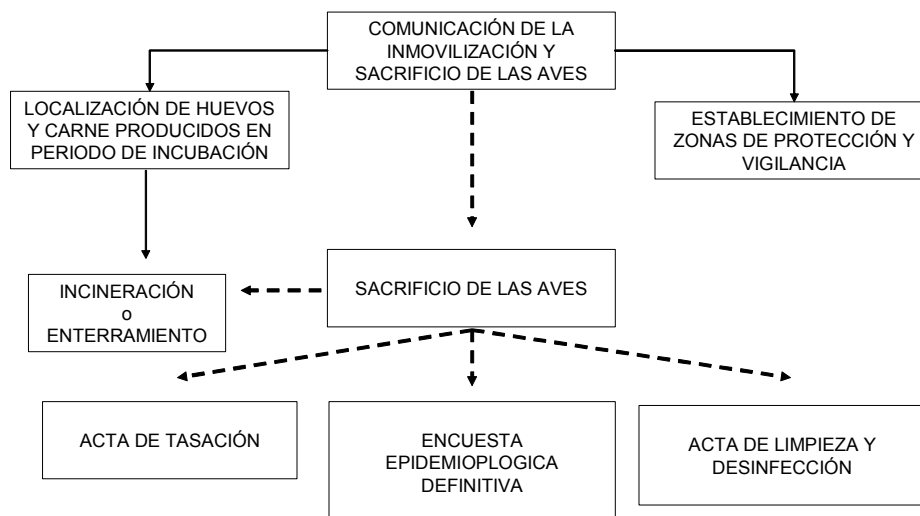 COMUNICACIÓN DE LA
INMOVILIZACIÓN Y
SACRIFICIO DE LAS AVES
LOCALIZACIÓN DE HUEVOS
Y CARNE PRODUCIDOS EN
PERIODO DE INCUBACIÓN
ESTABLECIMIENTO DE
ZONAS DE PROTECCIÓN Y
VIGILANCIA
INCINERACIÓN
o
ENTERRAMIENTO
SACRIFICIO DE LAS AVES
ACTA DE TASACIÓN
ENCUESTA
EPIDEMIOPLOGICA
DEFINITIVA
ACTA DE LIMPIEZA Y
DESINFECCIÓN